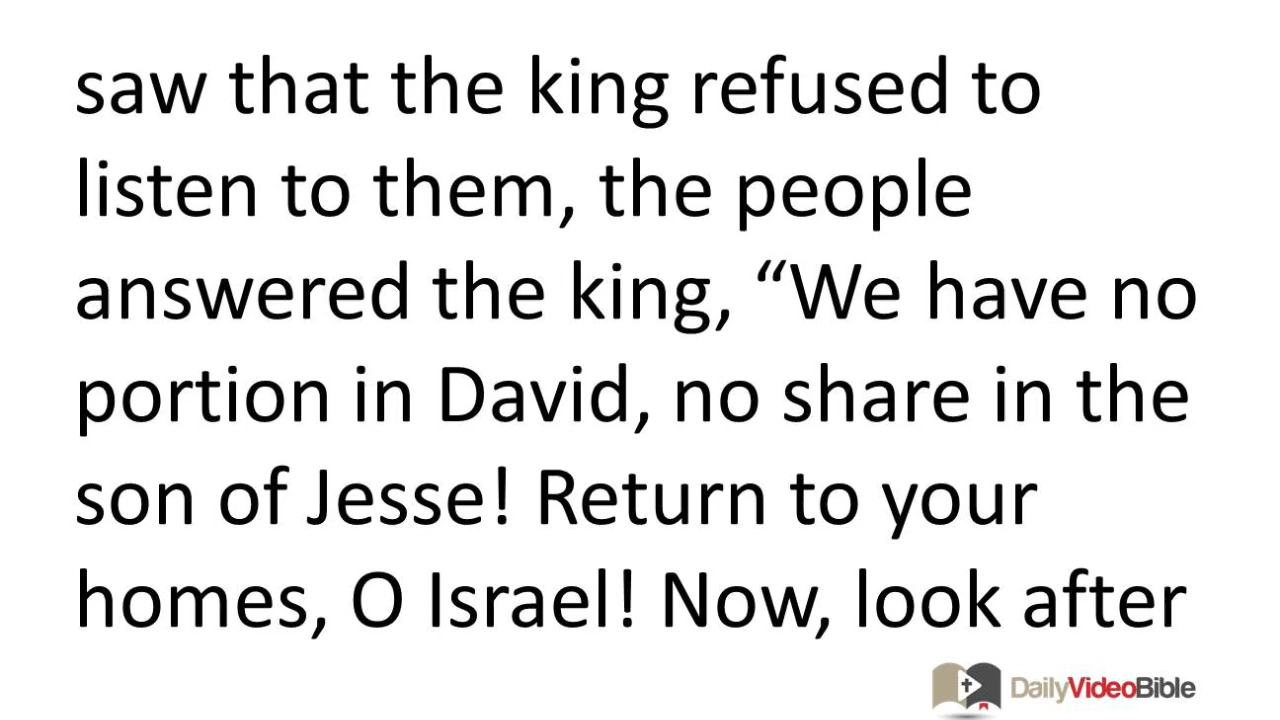 saw that the king refused to
listen to them, the people
answered the king, “We have no
portion in David, no share in the
son of Jesse! Return to your
homes, O Israel! Now, look after
DailyVideoBible